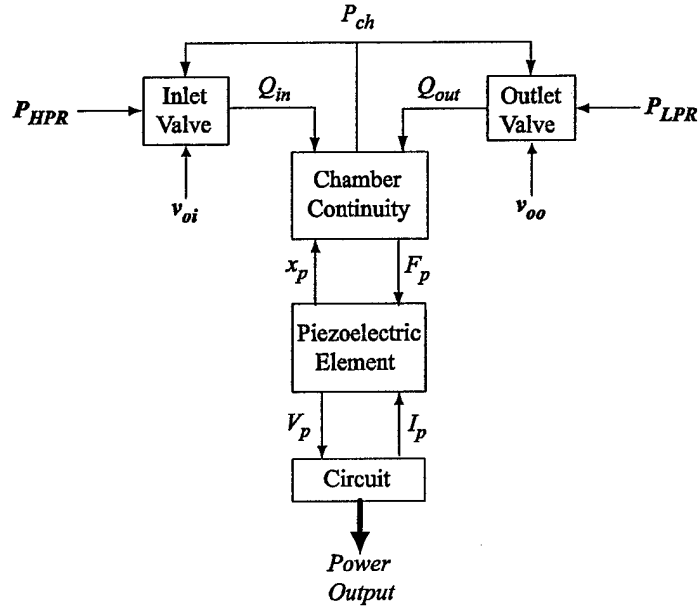 P_ch
Inlet
Valve
Q_in
Q_out
Outlet
Valve
P_HPR
P_LPR
v_oi
v_oo
Chamber
Continuity
x_p
F_p
Piezoelectric
Element
V_p
I_p
Circuit
Power
Output